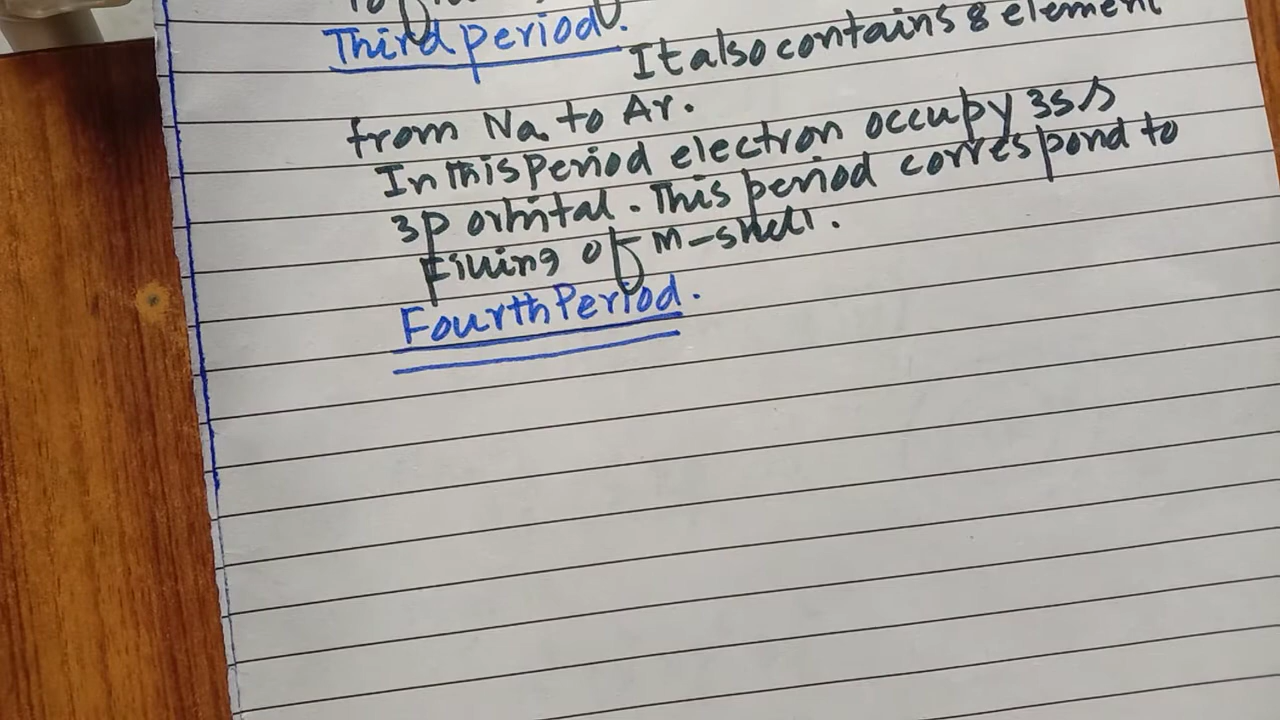 Third period.
It also contains 8 element
from Na to Ar.
In this period electron occupy 3s s
3p orbital. This period correspond to
Filling of M-shell.
Fourth Period.